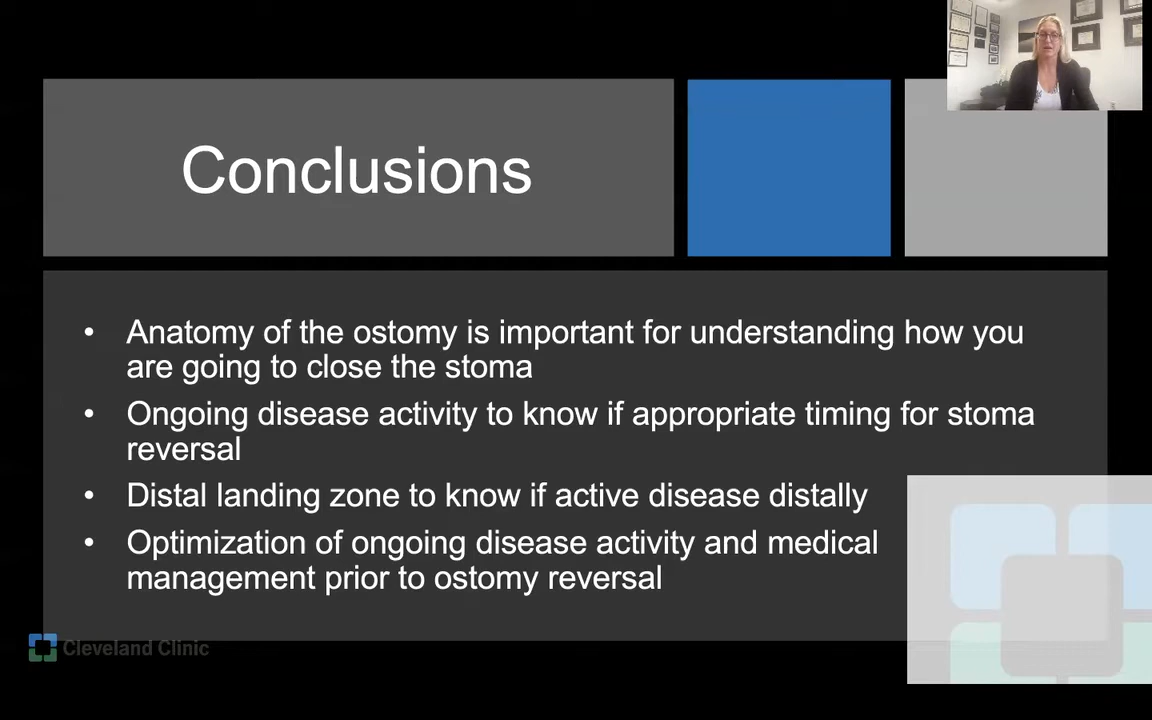 Conclusions
• Anatomy of the ostomy is important for understanding how you
are going to close the stoma
• Ongoing disease activity to know if appropriate timing for stoma
reversal
• Distal landing zone to know if active disease distally
• Optimization of ongoing disease activity and medical
management prior to ostomy reversal
Cleveland Clinic